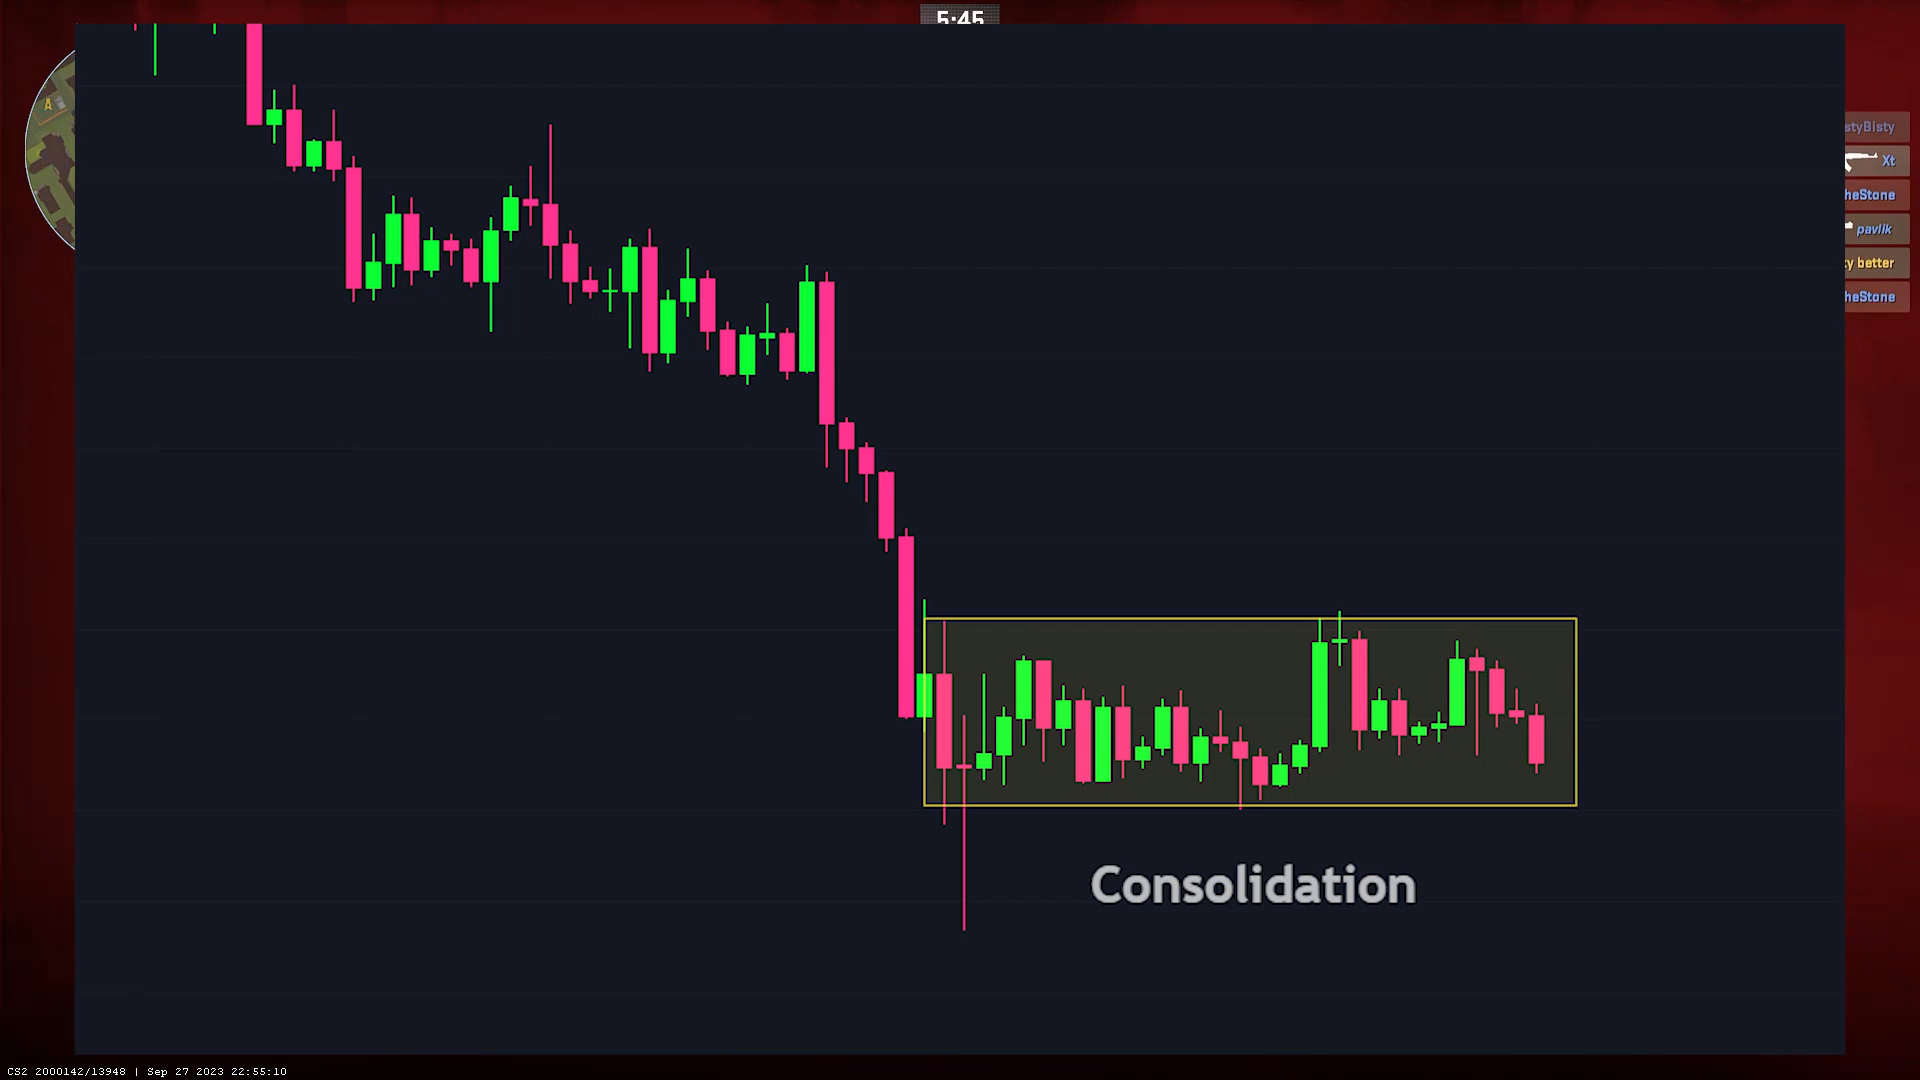 5:45
A
styBisty
Xt
heStone
pavlik
y better
heStone
Consolidation
CS2 2000142/13948 | Sep 27 2023 22:55:10